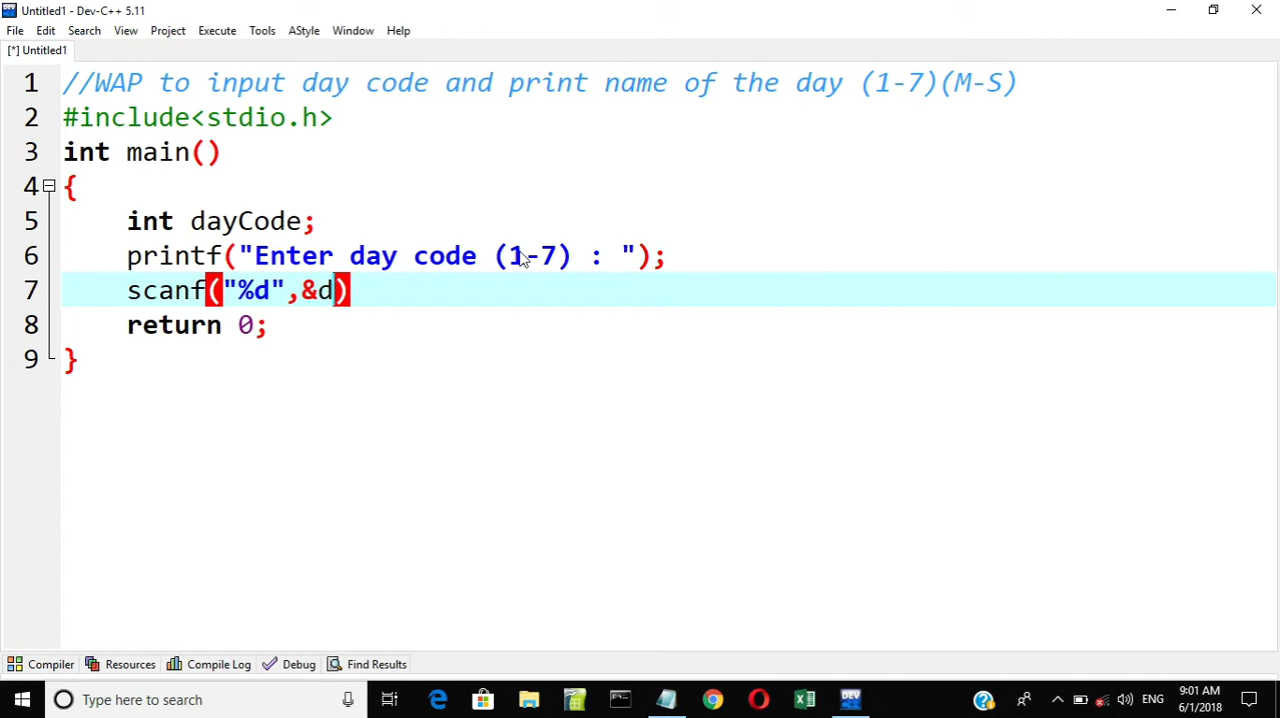 Untitled1 - Dev-C++ 5.11
File Edit Search View Project Execute Tools AStyle Window Help
[*] Untitled1
1 //WAP to input day code and print name of the day (1-7)(M-S)
2 #include<stdio.h>
3 int main()
4 {
5 int dayCode;
6 printf("Enter day code (1-7) : ");
7 scanf("%d",&d)
8 return 0;
9 }
Compiler Resources Compile Log Debug Find Results
Type here to search DEV ENG 9:01 AM
6/1/2018